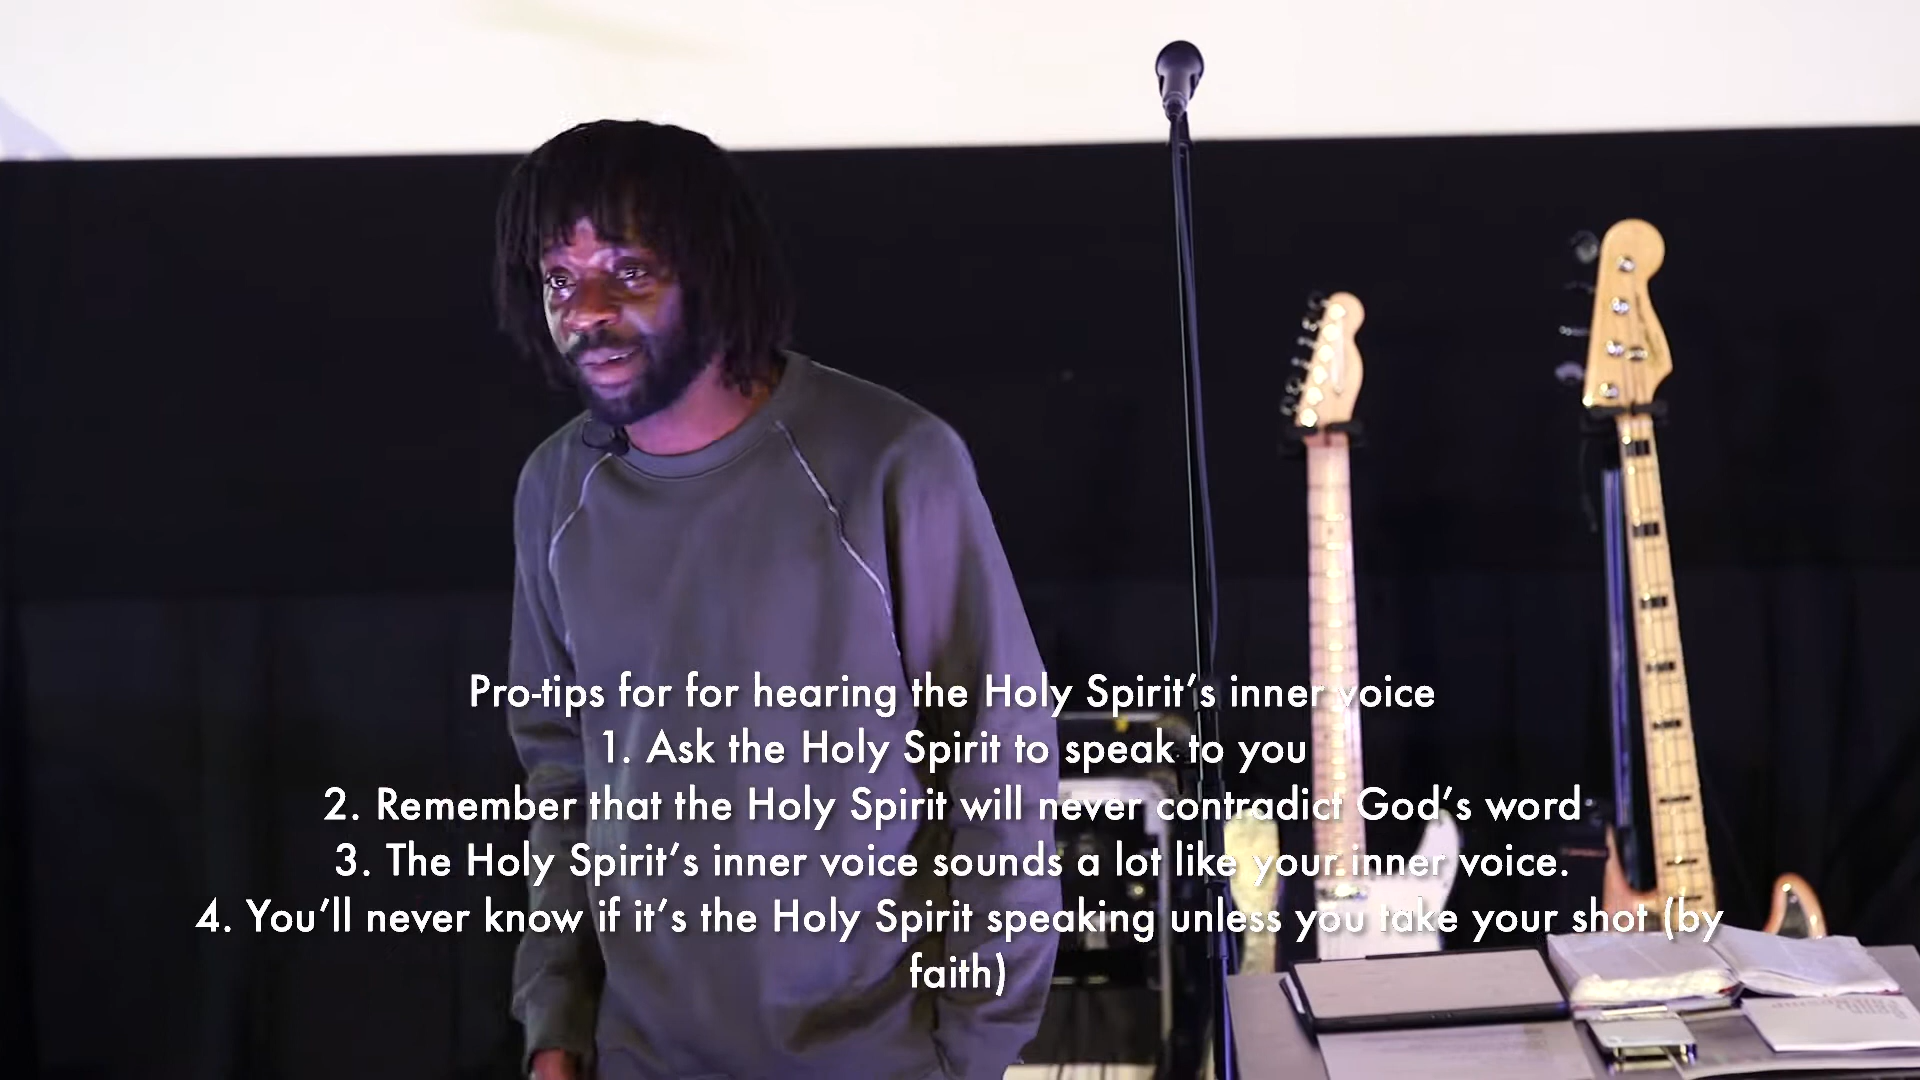 Pro-tips for for hearing the Holy Spirit's inner voice
1. Ask the Holy Spirit to speak to you
2. Remember that the Holy Spirit will never contradict God's word
3. The Holy Spirit's inner voice sounds a lot like your inner voice.
4. You'll never know if it's the Holy Spirit speaking unless you take your shot (by
faith)